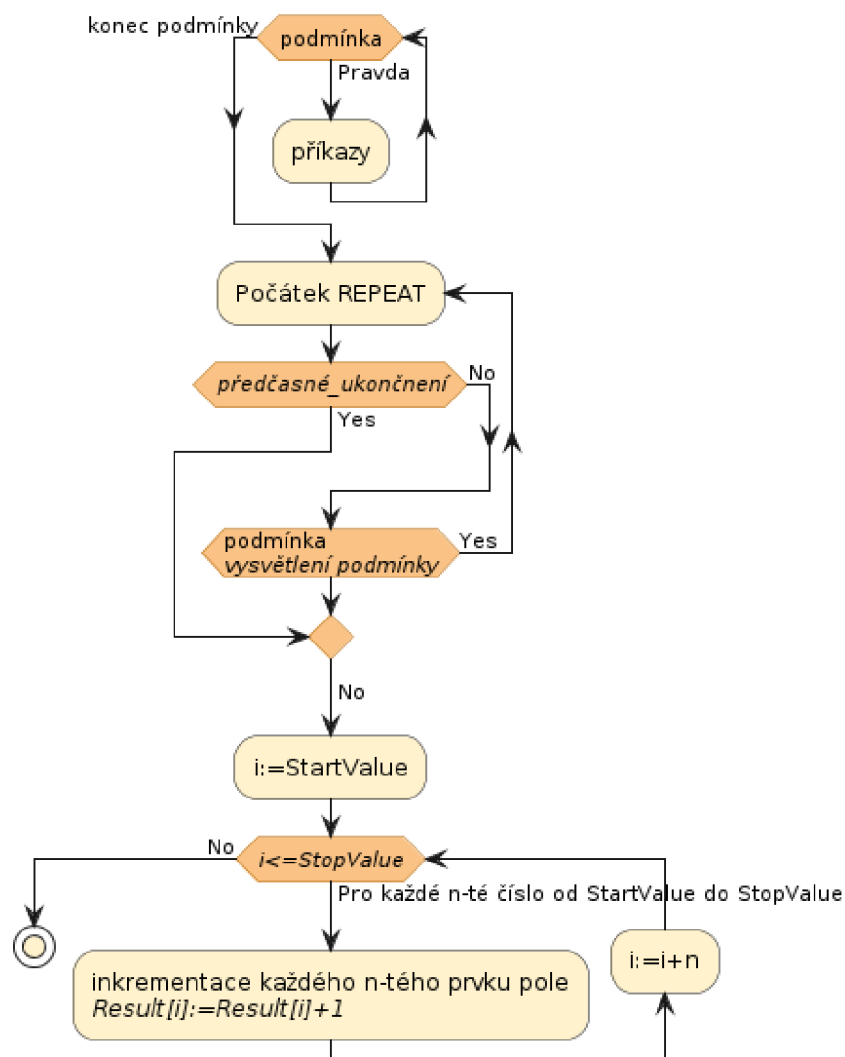 konec podmínky
podmínka
Pravda
příkazy
Počátek REPEAT
předčasné_ukončnení
No
Yes
podmínka
vysvětlení podmínky
Yes
No
i:=StartValue
No
i<=StopValue
Pro každé n-té číslo od StartValue do StopValue
i:=i+n
inkrementace každého n-tého prvku pole
Result[i]:=Result[i]+1